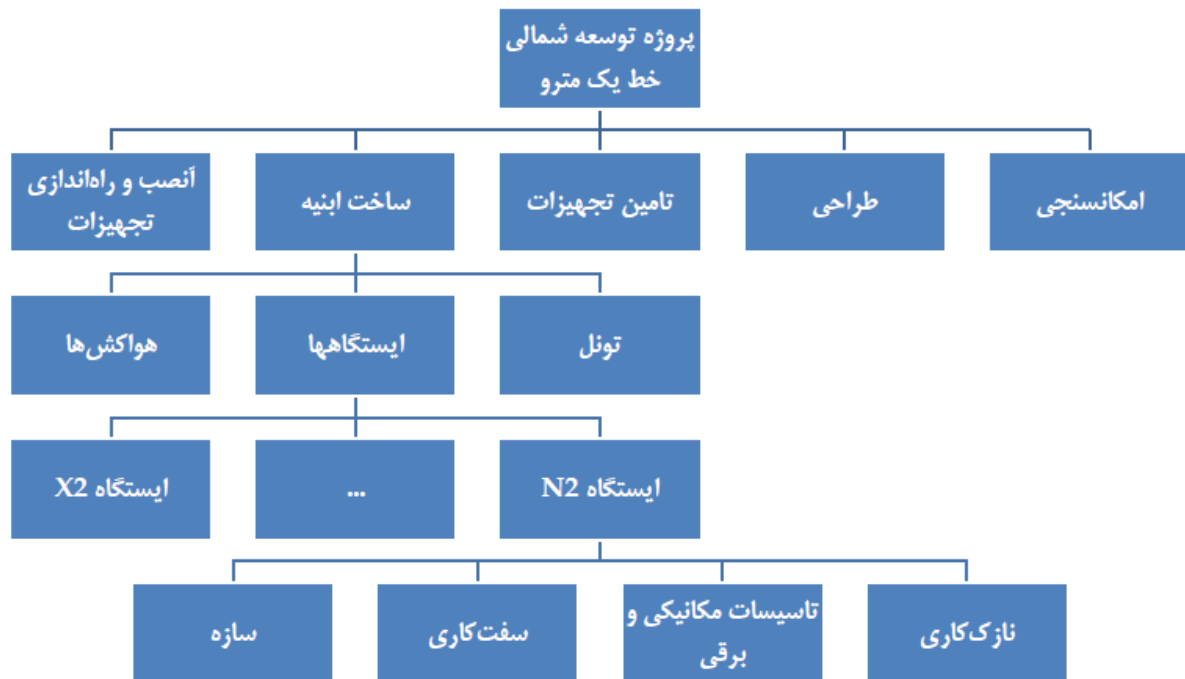 پروژه توسعه شمالی
خط یک مترو
امکانسنجی
طراحی
تامین تجهیزات
ساخت ابنیه
آنصب و راه‌اندازی
تجهیزات
تونل
ایستگاهها
هواکش‌ها
ایستگاه N2
...
ایستگاه X2
نازک‌کاری
تاسیسات مکانیکی و
برقی
سفت‌کاری
سازه